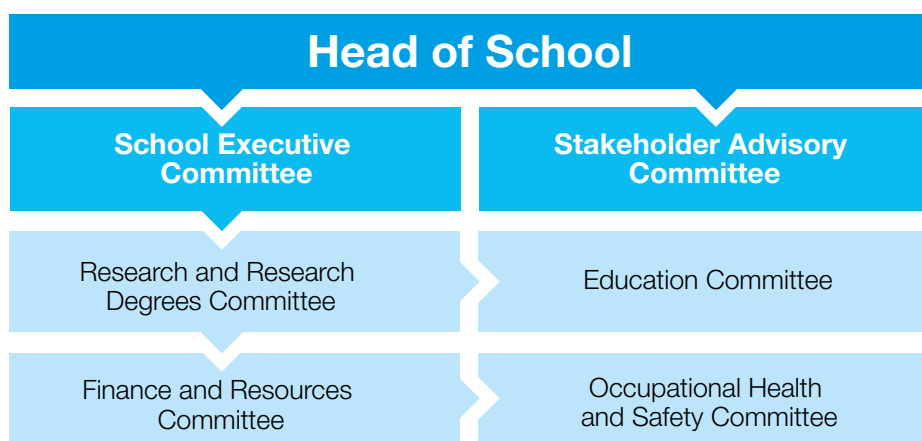 Head of School
School Executive
Committee
Stakeholder Advisory
Committee
Research and Research
Degrees Committee
Education Committee
Finance and Resources
Committee
Occupational Health
and Safety Committee